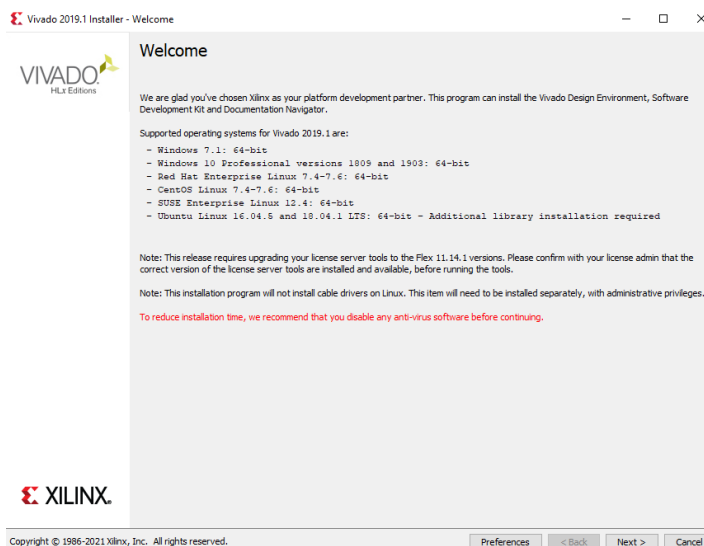 Vivado 2019.1 Installer - Welcome
VIVADO.
HLx Editions
Welcome
We are glad you've chosen Xilinx as your platform development partner. This program can install the Vivado Design Environment, Software
Development Kit and Documentation Navigator.
Supported operating systems for Vivado 2019.1 are:
- Windows 7.1: 64-bit
- Windows 10 Professional versions 1809 and 1903: 64-bit
- Red Hat Enterprise Linux 7.4-7.6: 64-bit
- CentOS Linux 7.4-7.6: 64-bit
- SUSE Enterprise Linux 12.4: 64-bit
- Ubuntu Linux 16.04.5 and 18.04.1 LTS: 64-bit - Additional library installation required
Note: This release requires upgrading your license server tools to the Flex 11.14.1 versions. Please confirm with your license admin that the
correct version of the license server tools are installed and available, before running the tools.
Note: This installation program will not install cable drivers on Linux. This item will need to be installed separately, with administrative privileges.
To reduce installation time, we recommend that you disable any anti-virus software before continuing.
XILINX.
Copyright © 1986-2021 Xilinx, Inc. All rights reserved.
Preferences < Back Next > Cancel